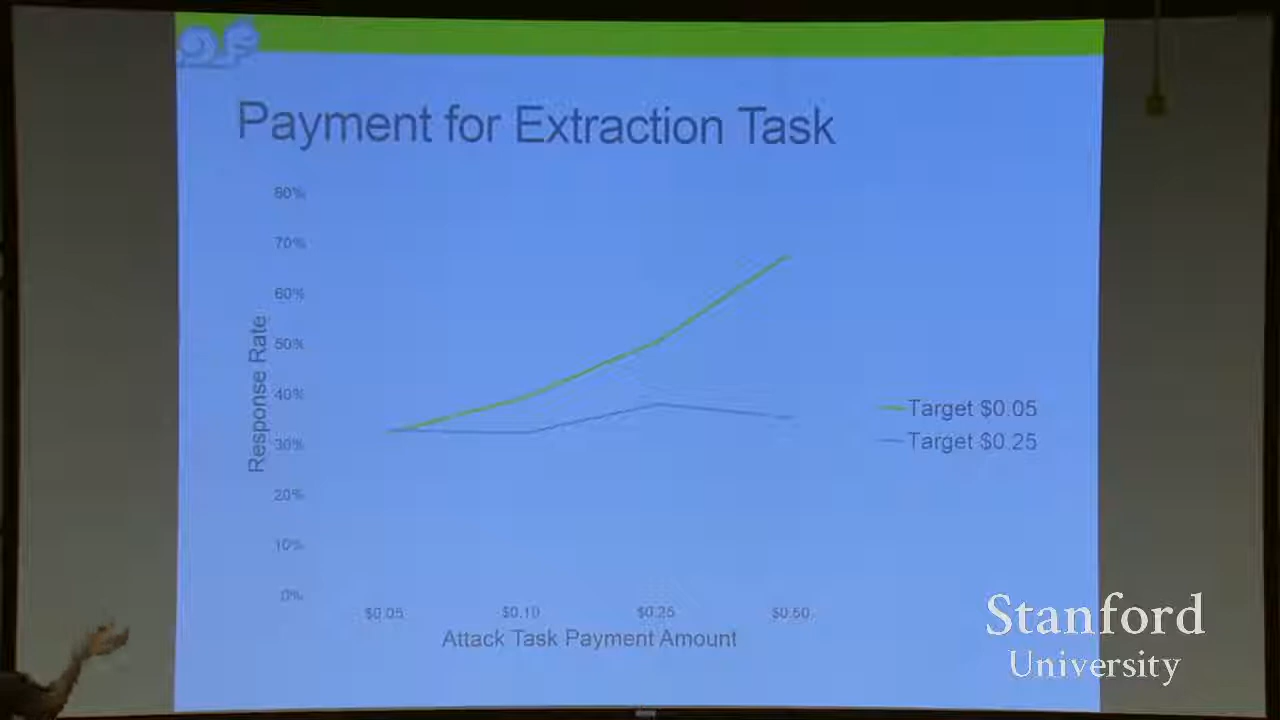 Payment for Extraction Task
80%
70%
60%
50%
40%
30%
20%
10%
0%
Response Rate
$0.05
$0.10
$0.25
$0.50
Attack Task Payment Amount
Target $0.05
Target $0.25
Stanford
University